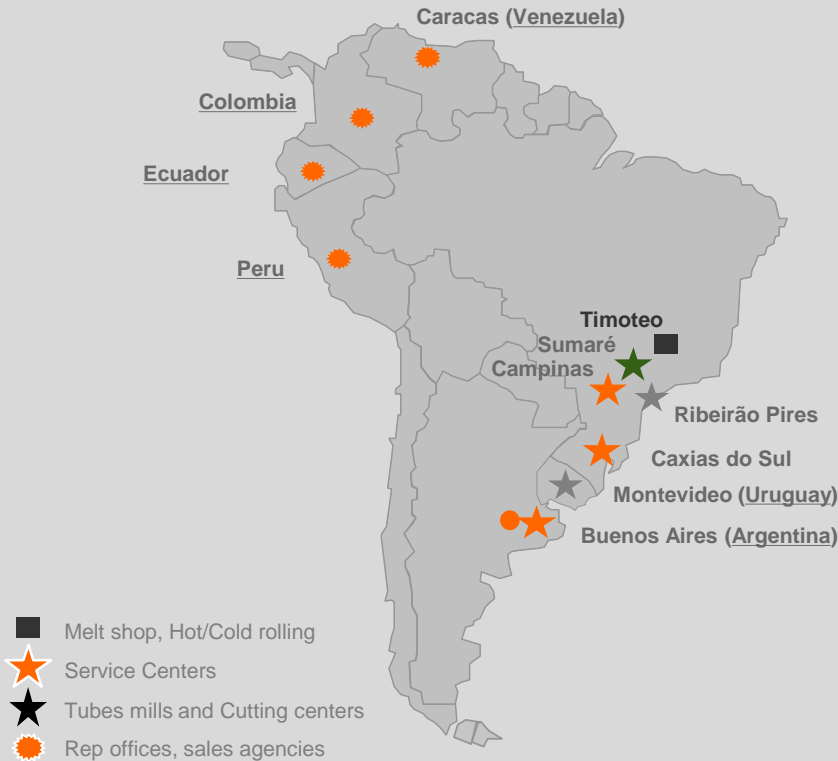 Caracas (Venezuela)
Colombia
Ecuador
Peru
Timoteo
Sumaré
Campinas
Ribeirão Pires
Caxias do Sul
Montevideo (Uruguay)
Buenos Aires (Argentina)
Melt shop, Hot/Cold rolling
Service Centers
Tubes mills and Cutting centers
Rep offices, sales agencies